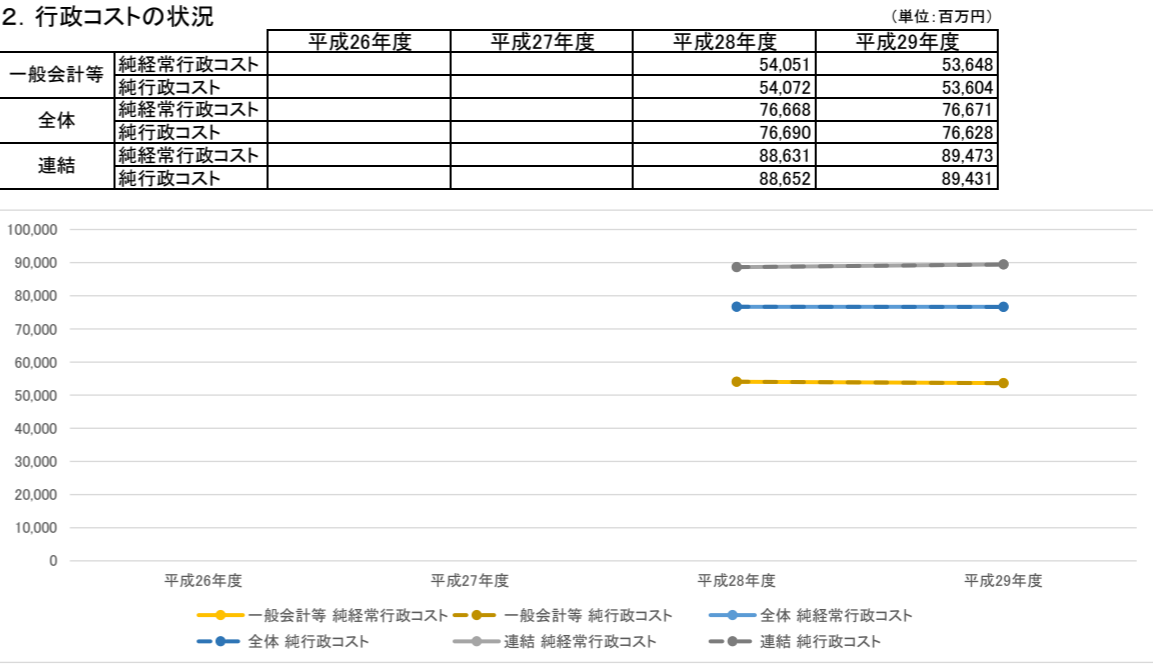 2. 行政コストの状況
（単位：百万円）
平成26年度 平成27年度 平成28年度 平成29年度
一般会計等 純経常行政コスト 54,051 53,648
純行政コスト 54,072 53,604
全体 純経常行政コスト 76,668 76,671
純行政コスト 76,690 76,628
連結 純経常行政コスト 88,631 89,473
純行政コスト 88,652 89,431
100,000
90,000
80,000
70,000
60,000
50,000
40,000
30,000
20,000
10,000
0
平成26年度 平成27年度 平成28年度 平成29年度
一般会計等 純経常行政コスト 一般会計等 純行政コスト 全体 純経常行政コスト
全体 純行政コスト 連結 純経常行政コスト 連結 純行政コスト